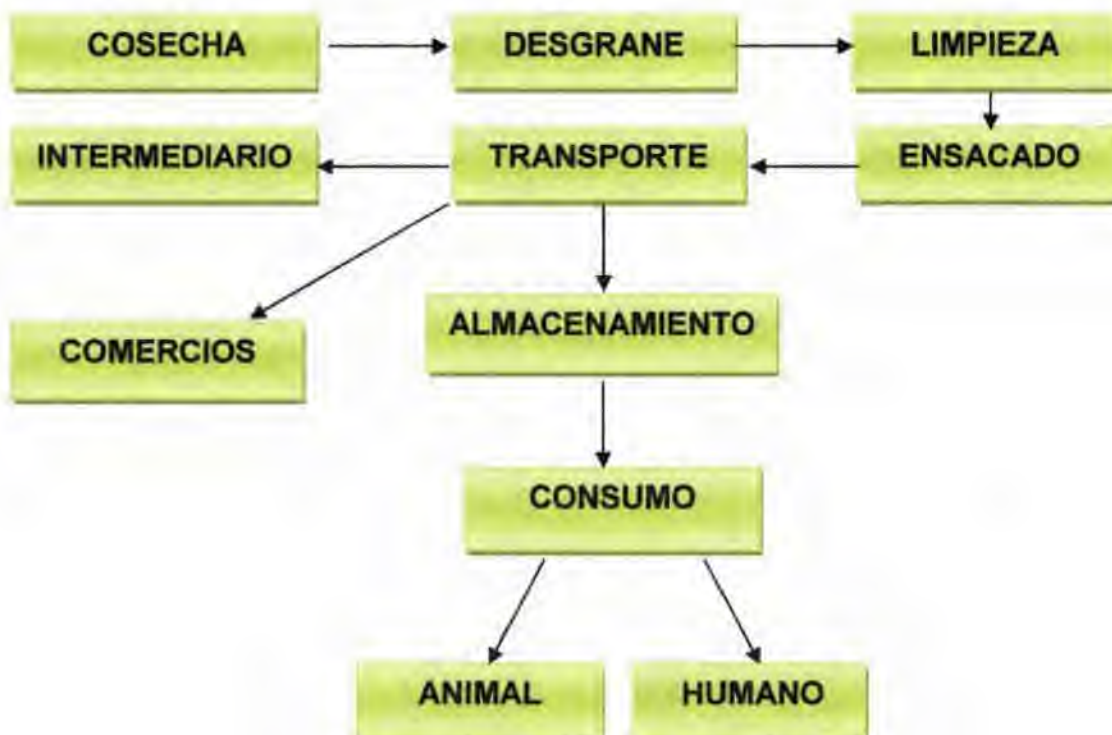 COSECHA
DESGRANE
LIMPIEZA
INTERMEDIARIO
TRANSPORTE
ENSACADO
COMERCIOS
ALMACENAMIENTO
CONSUMO
ANIMAL
HUMANO